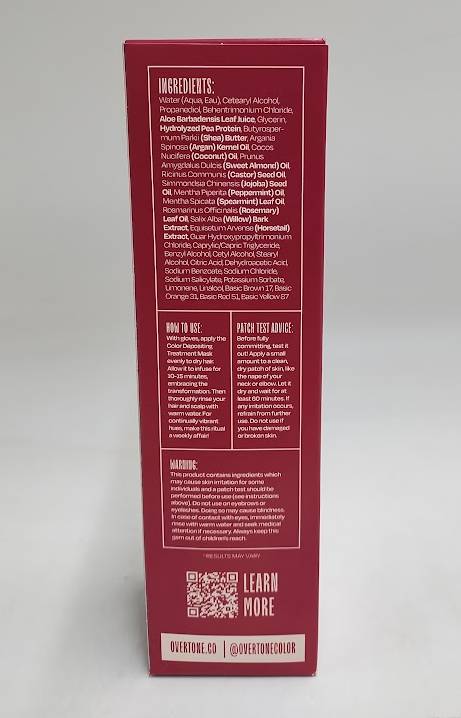 INGREDIENTS:
Water (Aqua, Eau), Cetearyl Alcohol,
Propanediol, Behentrimonium Chloride,
Aloe Barbadensis Leaf Juice, Glycerin,
Hydrolyzed Pea Protein, Butyrosper-
mum Parkii (Shea) Butter, Argania
Spinosa (Argan) Kernel Oil, Cocos
Nucifera (Coconut) Oil, Prunus
Amygdalus Dulcis (Sweet Almond) Oil,
Ricinus Communis (Castor) Seed Oil,
Simmondsia Chinensis (Jojoba) Seed
Oil, Mentha Piperita (Peppermint) Oil,
Mentha Spicata (Spearmint) Leaf Oil,
Rosmarinus Officinalis (Rosemary)
Leaf Oil, Salix Alba (Willow) Bark
Extract, Equisetum Arvense (Horsetail)
Extract, Guar Hydroxypropyltrimonium
Chloride, Caprylic/Capric Triglyceride,
Benzyl Alcohol, Cetyl Alcohol, Stearyl
Alcohol, Citric Acid, Dehydroacetic Acid,
Sodium Benzoate, Sodium Chloride,
Sodium Salicylate, Potassium Sorbate,
Limonene, Linalool, Basic Brown 17, Basic
Orange 31, Basic Red 51, Basic Yellow 87
HOW TO USE:
With gloves, apply the
Color Depositing
Treatment Mask
evenly to dry hair.
Allow it to infuse for
10-15 minutes,
embracing the
transformation. Then
thoroughly rinse your
hair and scalp with
warm water. For
continually vibrant
hues, make this ritual
a weekly affair!
PATCH TEST ADVICE:
Before fully
committing, test it
out! Apply a small
amount to a clean,
dry patch of skin, like
the nape of your
neck or elbow. Let it
dry and wait for at
least 60 minutes. If
any irritation occurs,
refrain from further
use. Do not use if
you have damaged
or broken skin.
WARNING:
This product contains ingredients which
may cause skin irritation for some
individuals and a patch test should be
performed before use (see instructions
above). Do not use on eyebrows or
eyelashes. Doing so may cause blindness.
In case of contact with eyes, immediately
rinse with warm water and seek medical
attention if necessary. Always keep this
jam out of children's reach.
*RESULTS MAY VARY
LEARN
MORE
OVERTONE.CO | @OVERTONECOLOR